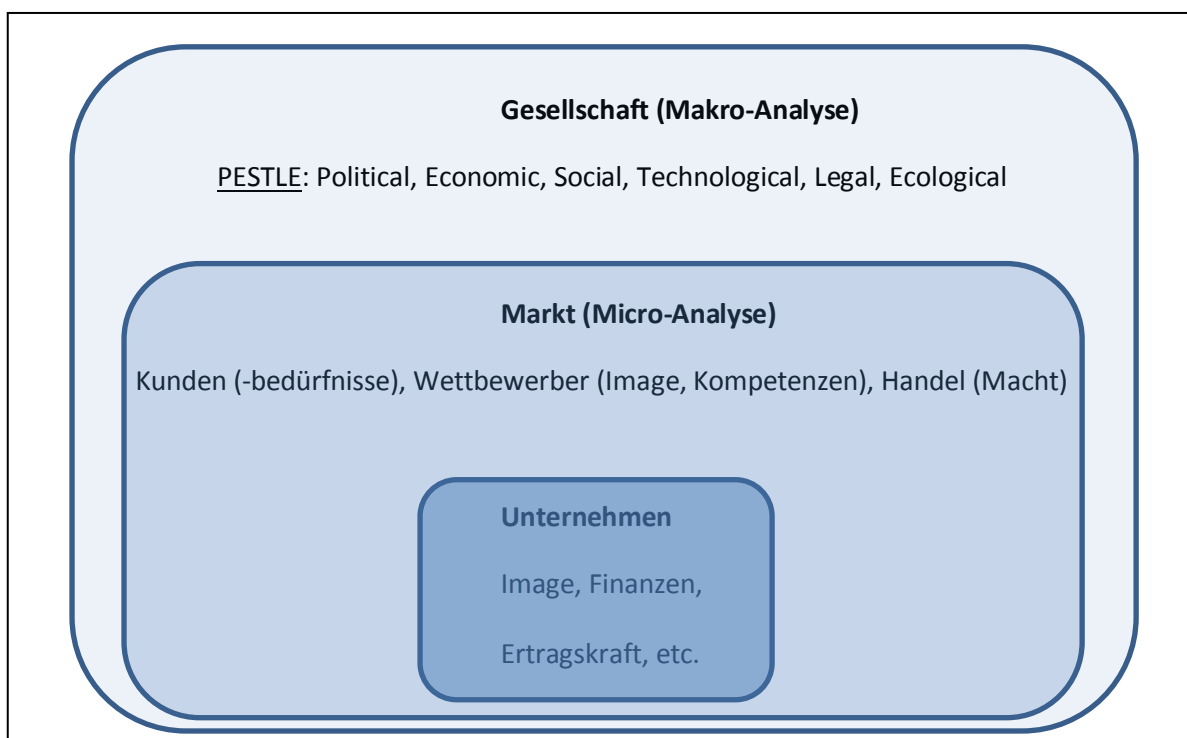 Gesellschaft (Makro-Analyse)
PESTLE: Political, Economic, Social, Technological, Legal, Ecological
Markt (Micro-Analyse)
Kunden (-bedürfnisse), Wettbewerber (Image, Kompetenzen), Handel (Macht)
Unternehmen
Image, Finanzen,
Ertragskraft, etc.